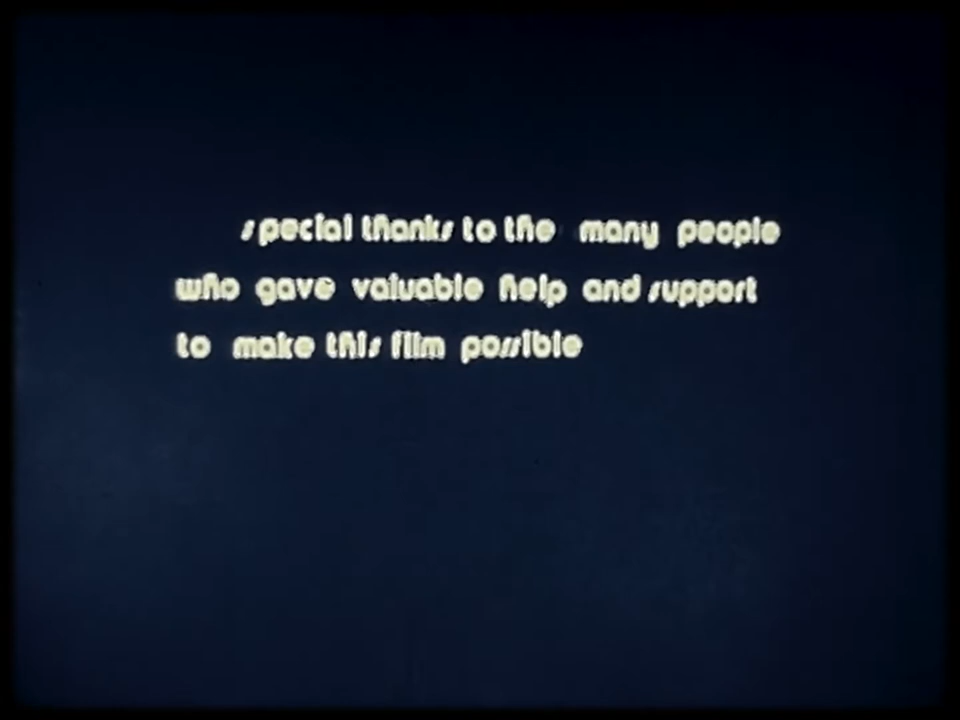 special thanks to the many people
who gave valuable help and support
to make this film possible